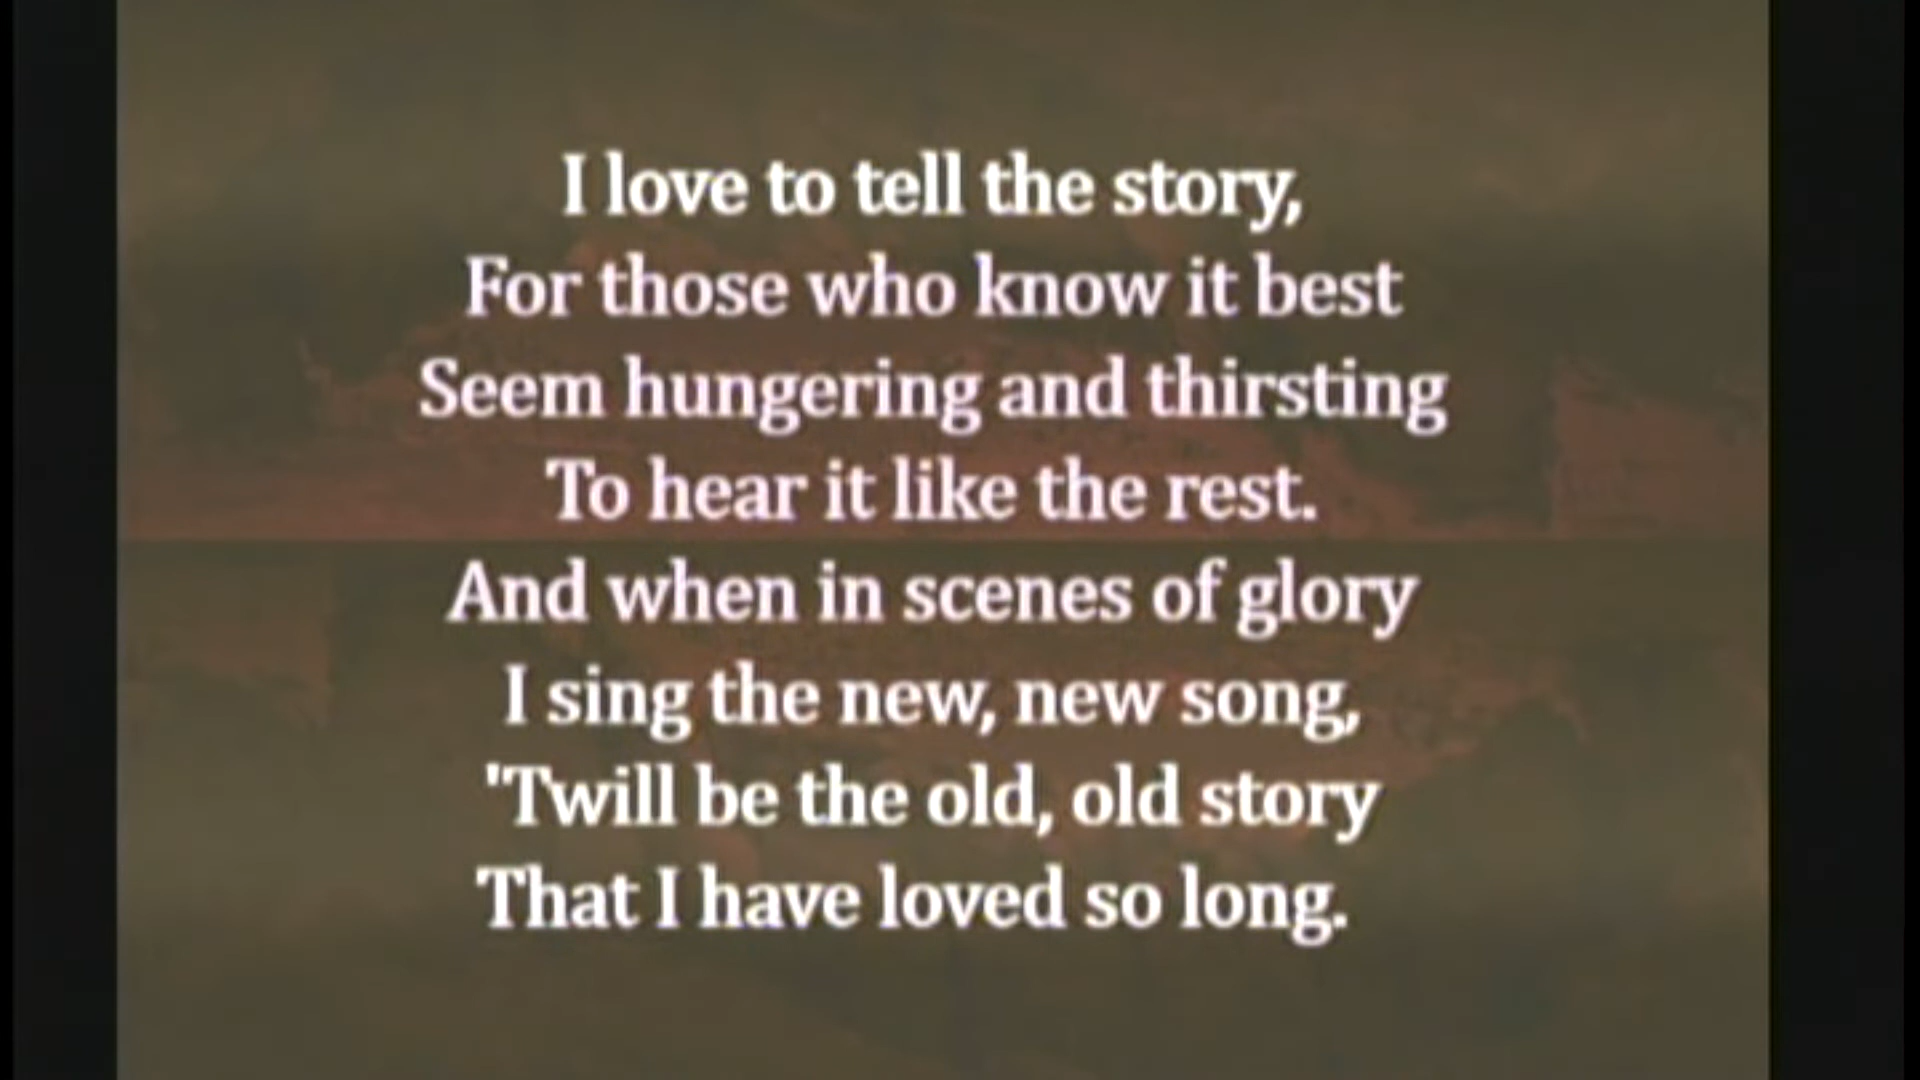 I love to tell the story,
For those who know it best
Seem hungering and thirsting
To hear it like the rest.
And when in scenes of glory
I sing the new, new song,
'Twill be the old, old story
That I have loved so long.